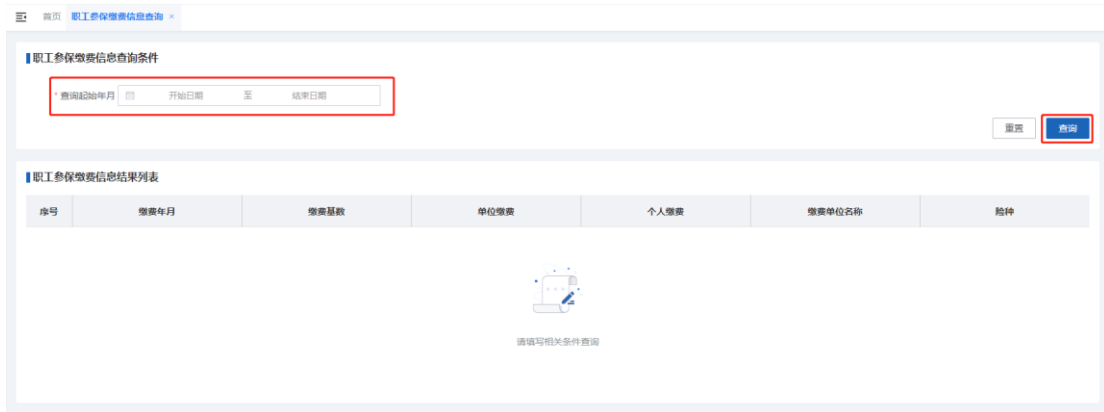 首页 职工参保缴费信息查询 ×
职工参保缴费信息查询条件
* 查询起始年月 开始日期 至 结束日期
重置 查询
职工参保缴费信息结果列表
序号 缴费年月 缴费基数 单位缴费 个人缴费 缴费单位名称 险种
请填写相关条件查询